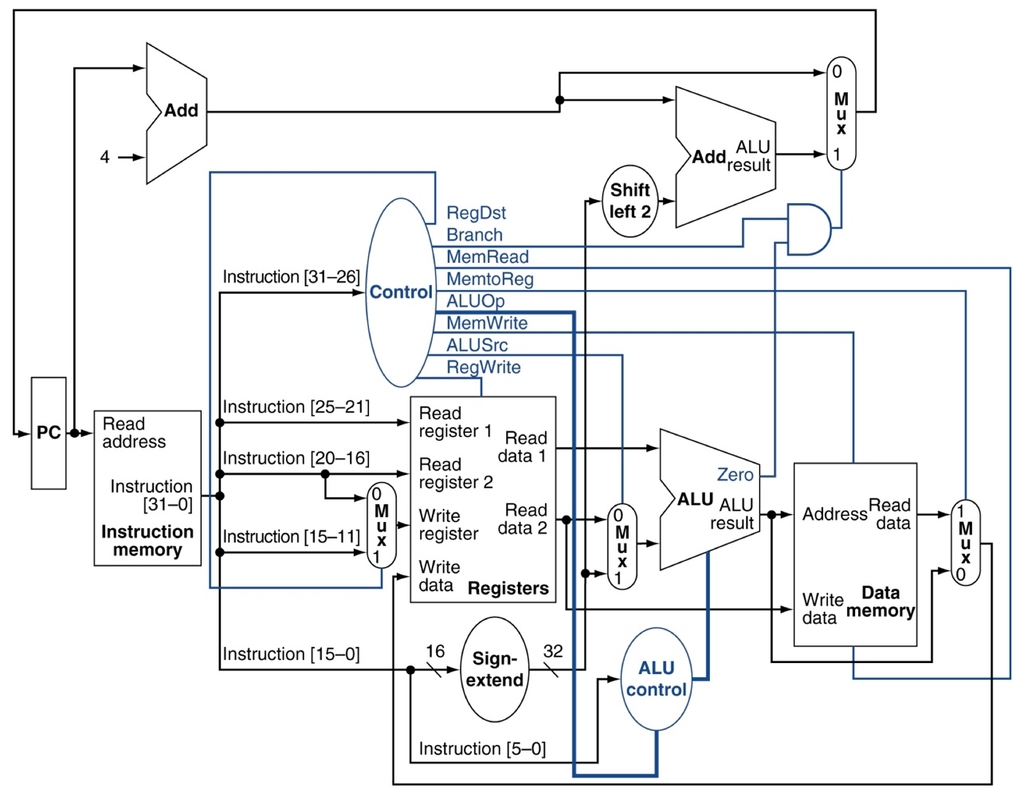 Add
4
Add
ALU
result
0
M
u
x
1
Shift
left 2
RegDst
Branch
MemRead
MemtoReg
ALUOp
MemWrite
ALUSrc
RegWrite
Control
Instruction [31–26]
Instruction [25–21]
Instruction [20–16]
Instruction [15–11]
Instruction [15–0]
Instruction [5–0]
PC
Read
address
Instruction
[31–0]
Instruction
memory
0
M
u
x
1
Read
register 1
Read
register 2
Write
register
Write
data
Read
data 1
Read
data 2
Registers
0
M
u
x
1
Zero
ALU
ALU
result
Address
Read
data
Write
data
Data
memory
1
M
u
x
0
16
Sign-
extend
32
ALU
control